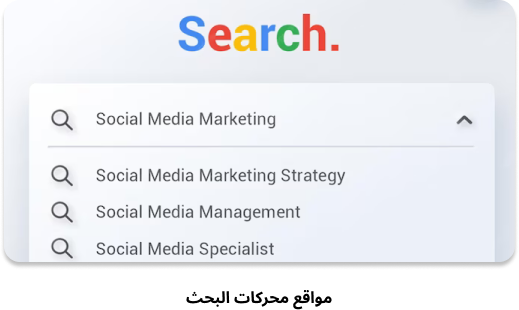 Search.
Social Media Marketing
Social Media Marketing Strategy
Social Media Management
Social Media Specialist
مواقع محركات البحث